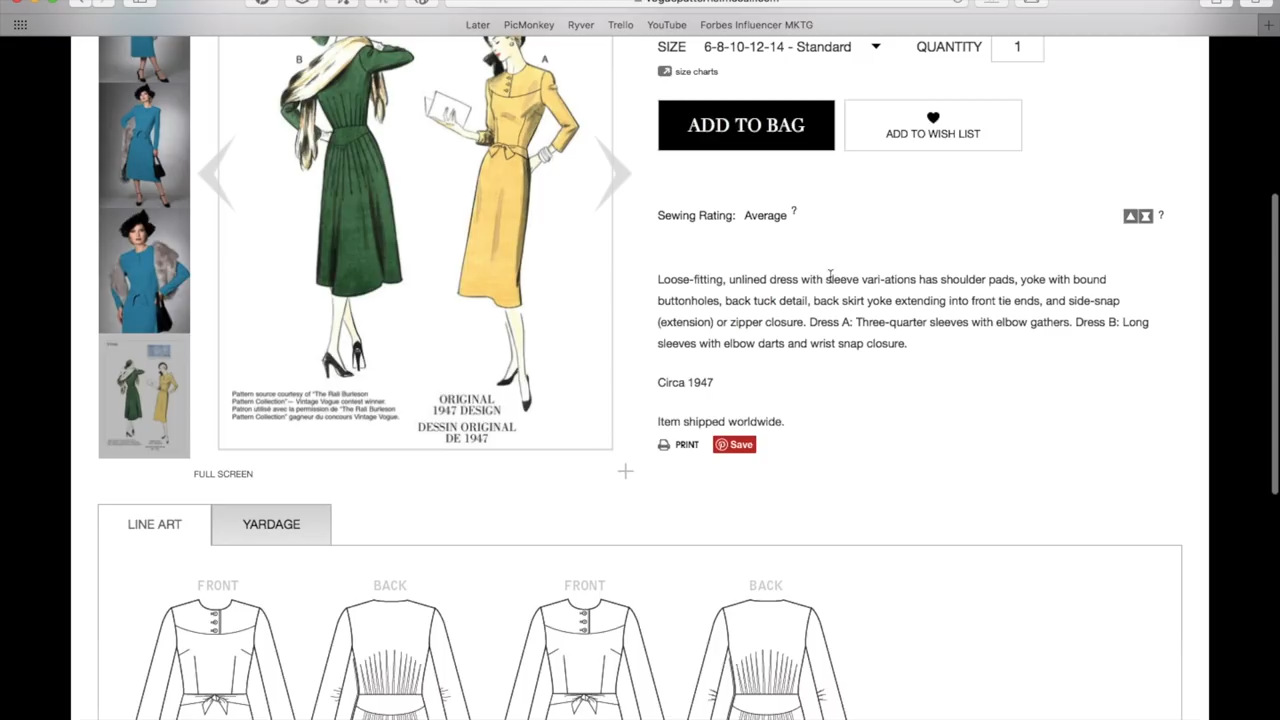 Later PicMonkey Ryver Trello YouTube Forbes Influencer MKTG
B
A
SIZE 6-8-10-12-14 - Standard QUANTITY 1
size charts
ADD TO BAG
ADD TO WISH LIST
Sewing Rating: Average ?
?
Loose-fitting, unlined dress with sleeve vari-ations has shoulder pads, yoke with bound
buttonholes, back tuck detail, back skirt yoke extending into front tie ends, and side-snap
(extension) or zipper closure. Dress A: Three-quarter sleeves with elbow gathers. Dress B: Long
sleeves with elbow darts and wrist snap closure.
Circa 1947
Item shipped worldwide.
PRINT Save
Pattern source courtesy of "The Rali Burleson
Pattern Collection"– Vintage Vogue contest winner.
Patron utilisé avec la permission de "The Rali Burleson
Pattern Collection" gagneur du concours Vintage Vogue.
ORIGINAL
1947 DESIGN
DESSIN ORIGINAL
DE 1947
FULL SCREEN
LINE ART YARDAGE
FRONT BACK FRONT BACK